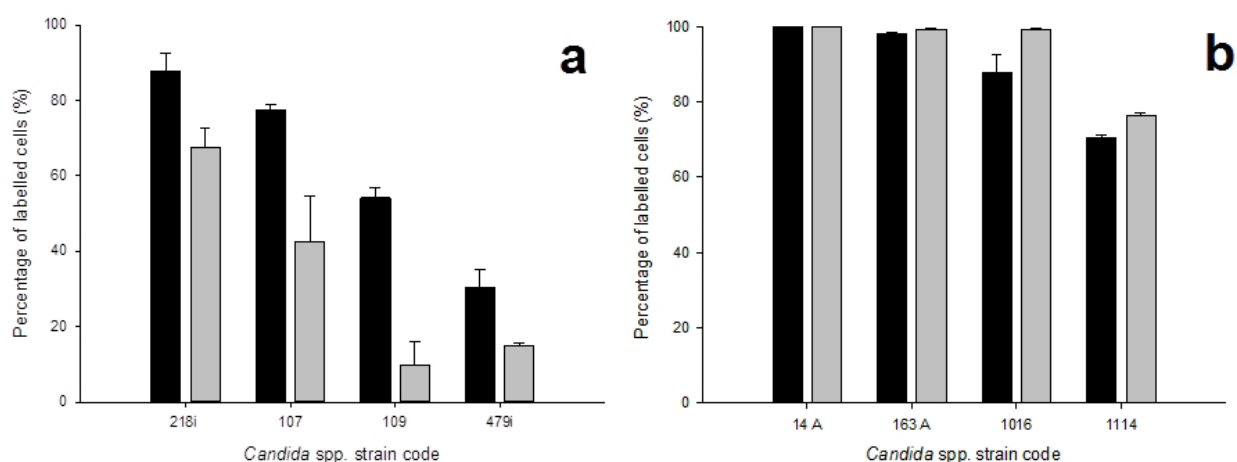 a
Percentage of labelled cells (%)
100
80
60
40
20
0
218i 107 109 479i
Candida spp. strain code
b
Percentage of labelled cells (%)
100
80
60
40
20
0
14 A 163 A 1016 1114
Candida spp. strain code